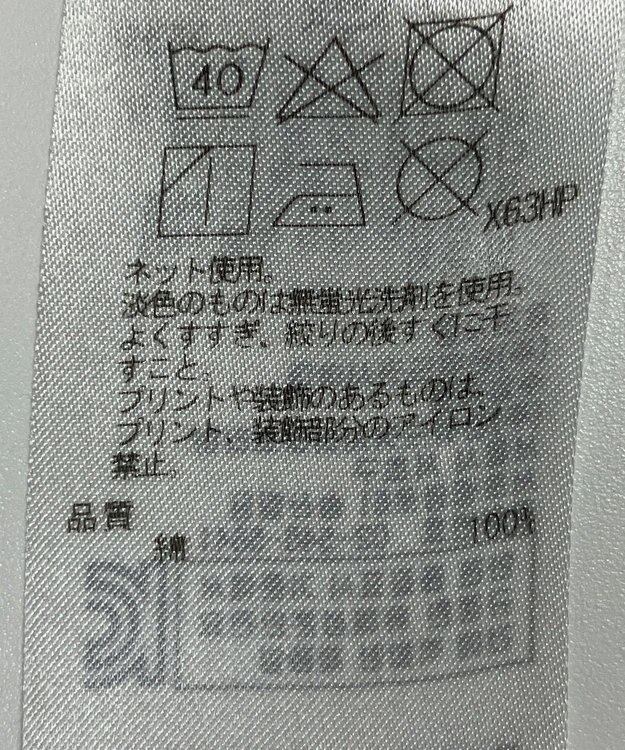 40
X63HP
ネット使用。
淡色のものは無蛍光洗剤を使用。
よくすすぎ、絞りの後すぐに干
すこと。
プリントや装飾のあるものは、
プリント、装飾部分のアイロン
禁止。
品質
綿 100%